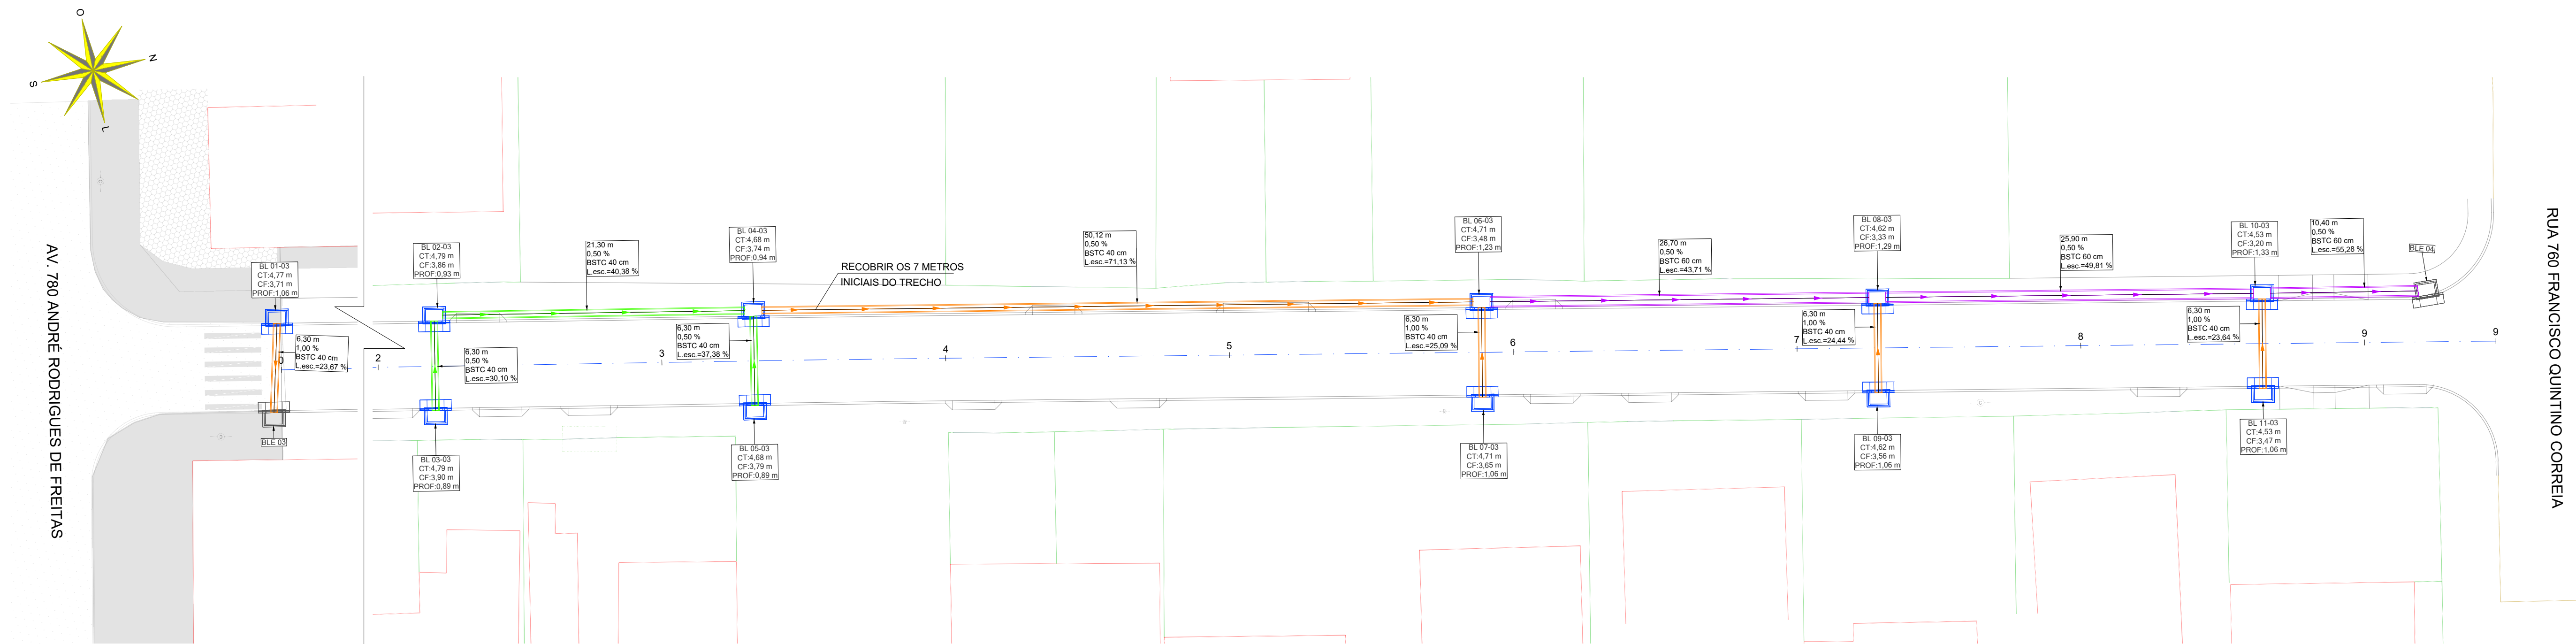 O
N
S
L
AV. 780 ANDRÉ RODRIGUES DE FREITAS
BL 01-03
CT:4,77 m
CF:3,71 m
PROF:1,06 m
6,30 m
1,00 %
BSTC 40 cm
L.esc.=23,67 %
0
BLE 03
BL 02-03
CT:4,79 m
CF:3,86 m
PROF:0,93 m
21,30 m
0,50 %
BSTC 40 cm
L.esc.=40,38 %
BL 04-03
CT:4,68 m
CF:3,74 m
PROF:0,94 m
RECOBRIR OS 7 METROS
INICIAIS DO TRECHO
50,12 m
0,50 %
BSTC 40 cm
L.esc.=71,13 %
BL 06-03
CT:4,71 m
CF:3,48 m
PROF:1,23 m
26,70 m
0,50 %
BSTC 60 cm
L.esc.=43,71 %
BL 08-03
CT:4,62 m
CF:3,33 m
PROF:1,29 m
25,90 m
0,50 %
BSTC 60 cm
L.esc.=49,81 %
BL 10-03
CT:4,53 m
CF:3,20 m
PROF:1,33 m
10,40 m
0,50 %
BSTC 60 cm
L.esc.=55,28 %
BLE 04
2
6,30 m
0,50 %
BSTC 40 cm
L.esc.=30,10 %
3
6,30 m
0,50 %
BSTC 40 cm
L.esc.=37,38 %
4
5
6,30 m
1,00 %
BSTC 40 cm
L.esc.=25,09 %
6
7
6,30 m
1,00 %
BSTC 40 cm
L.esc.=24,44 %
8
6,30 m
1,00 %
BSTC 40 cm
L.esc.=23,64 %
9
9
BL 03-03
CT:4,79 m
CF:3,90 m
PROF:0,89 m
BL 05-03
CT:4,68 m
CF:3,79 m
PROF:0,89 m
BL 07-03
CT:4,71 m
CF:3,65 m
PROF:1,06 m
BL 09-03
CT:4,62 m
CF:3,56 m
PROF:1,06 m
BL 11-03
CT:4,53 m
CF:3,47 m
PROF:1,06 m
RUA 760 FRANCISCO QUINTINO CORREIA